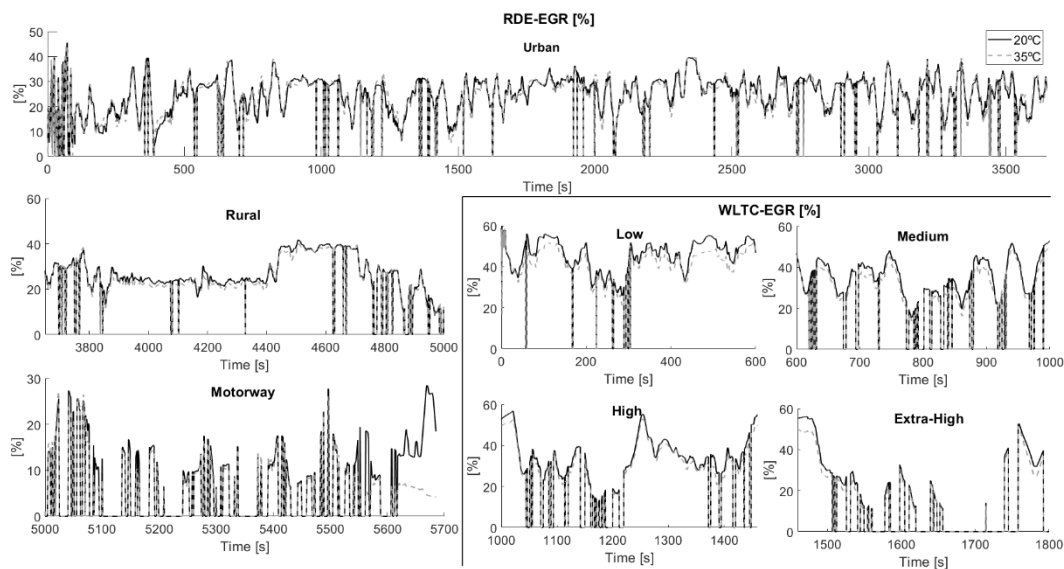 RDE-EGR [%]
Urban
20ºC
35ºC
[%]
50
40
30
20
10
0
0 500 1000 1500 2000 2500 3000 3500
Time [s]
Rural
[%]
60
40
20
0
3800 4000 4200 4400 4600 4800 5000
Time [s]
Motorway
[%]
30
20
10
0
5000 5100 5200 5300 5400 5500 5600 5700
Time [s]
WLTC-EGR [%]
Low
[%]
60
40
20
0
0 200 400 600
Time [s]
Medium
[%]
60
40
20
0
600 700 800 900 1000
Time [s]
High
[%]
60
40
20
0
1000 1100 1200 1300 1400
Time [s]
Extra-High
[%]
60
40
20
0
1500 1600 1700 1800
Time [s]